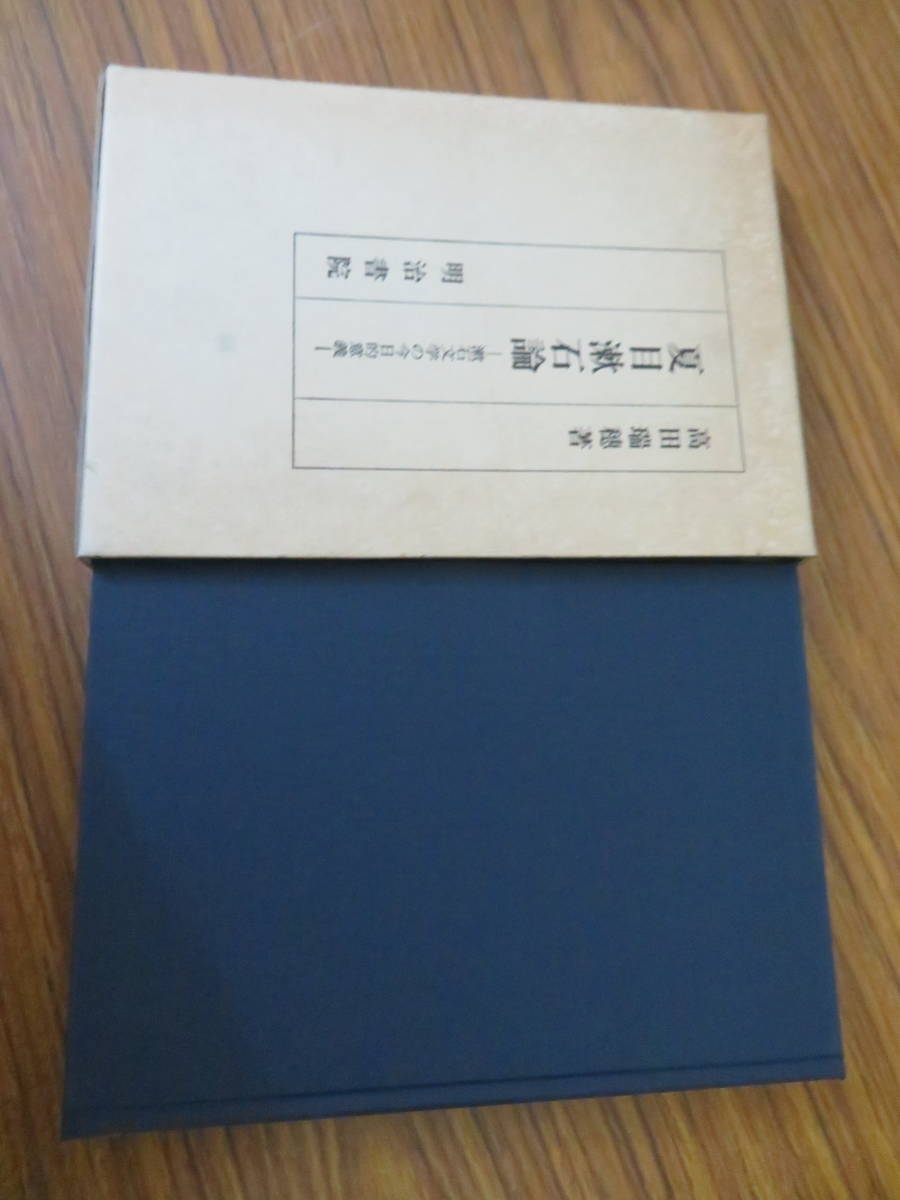 高田瑞穂著
夏目漱石論
―漱石文学の今日的意義―
明治書院